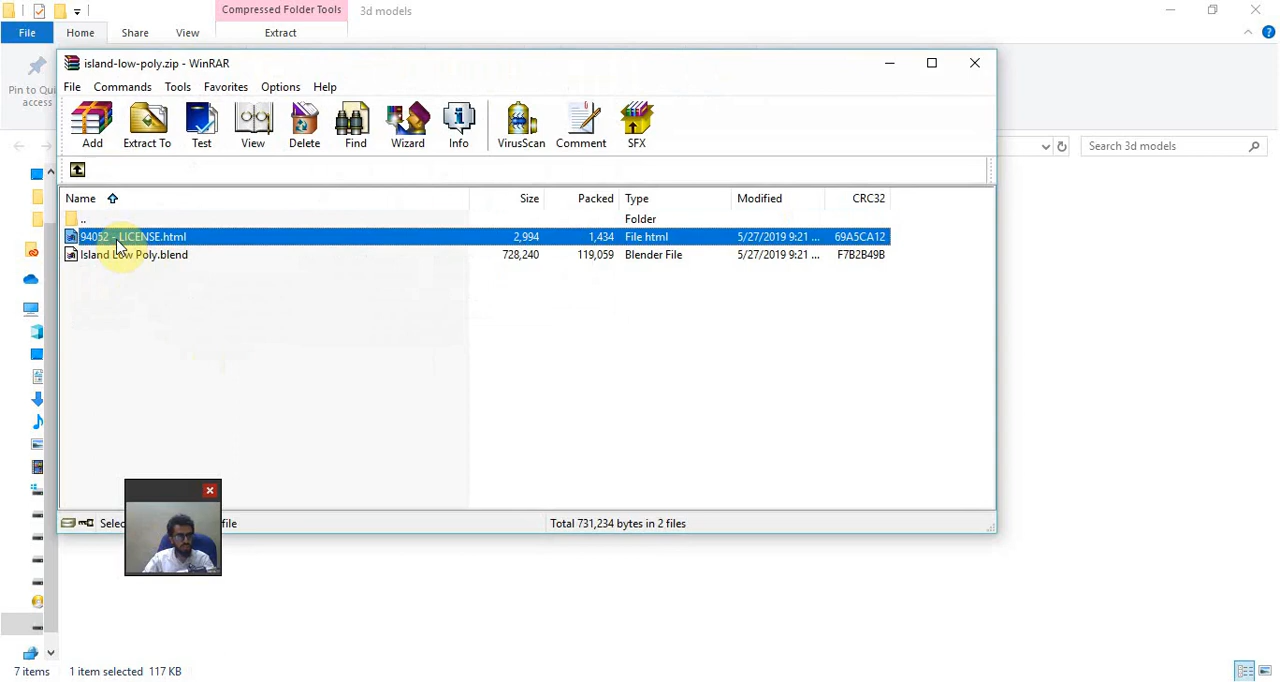 Compressed Folder Tools
3d models
File
Home
Share
View
Extract
Pin to Qui
access
island-low-poly.zip - WinRAR
File
Commands
Tools
Favorites
Options
Help
Add
Extract To
Test
View
Delete
Find
Wizard
Info
VirusScan
Comment
SFX
Search 3d models
Name
Size
Packed
Type
Modified
CRC32
..
Folder
94052 - LICENSE.html
2,994
1,434
File html
5/27/2019 9:21 ...
69A5CA12
Island Low Poly.blend
728,240
119,059
Blender File
5/27/2019 9:21 ...
F7B2B49B
Selec
file
Total 731,234 bytes in 2 files
7 items
1 item selected 117 KB